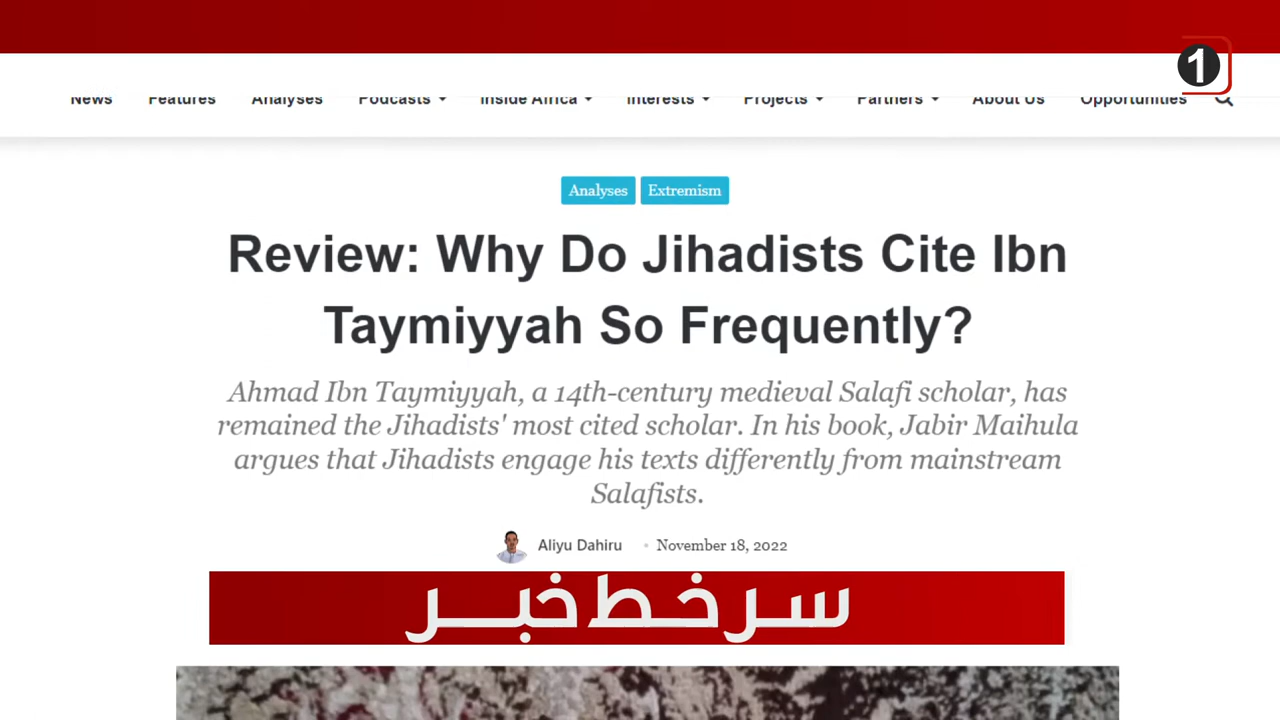 1
News Features Analyses Podcasts Inside Africa Interests Projects Partners About Us Opportunities
Analyses Extremism
Review: Why Do Jihadists Cite Ibn
Taymiyyah So Frequently?
Ahmad Ibn Taymiyyah, a 14th-century medieval Salafi scholar, has
remained the Jihadists' most cited scholar. In his book, Jabir Maihula
argues that Jihadists engage his texts differently from mainstream
Salafists.
Aliyu Dahiru • November 18, 2022
سرخط خبر